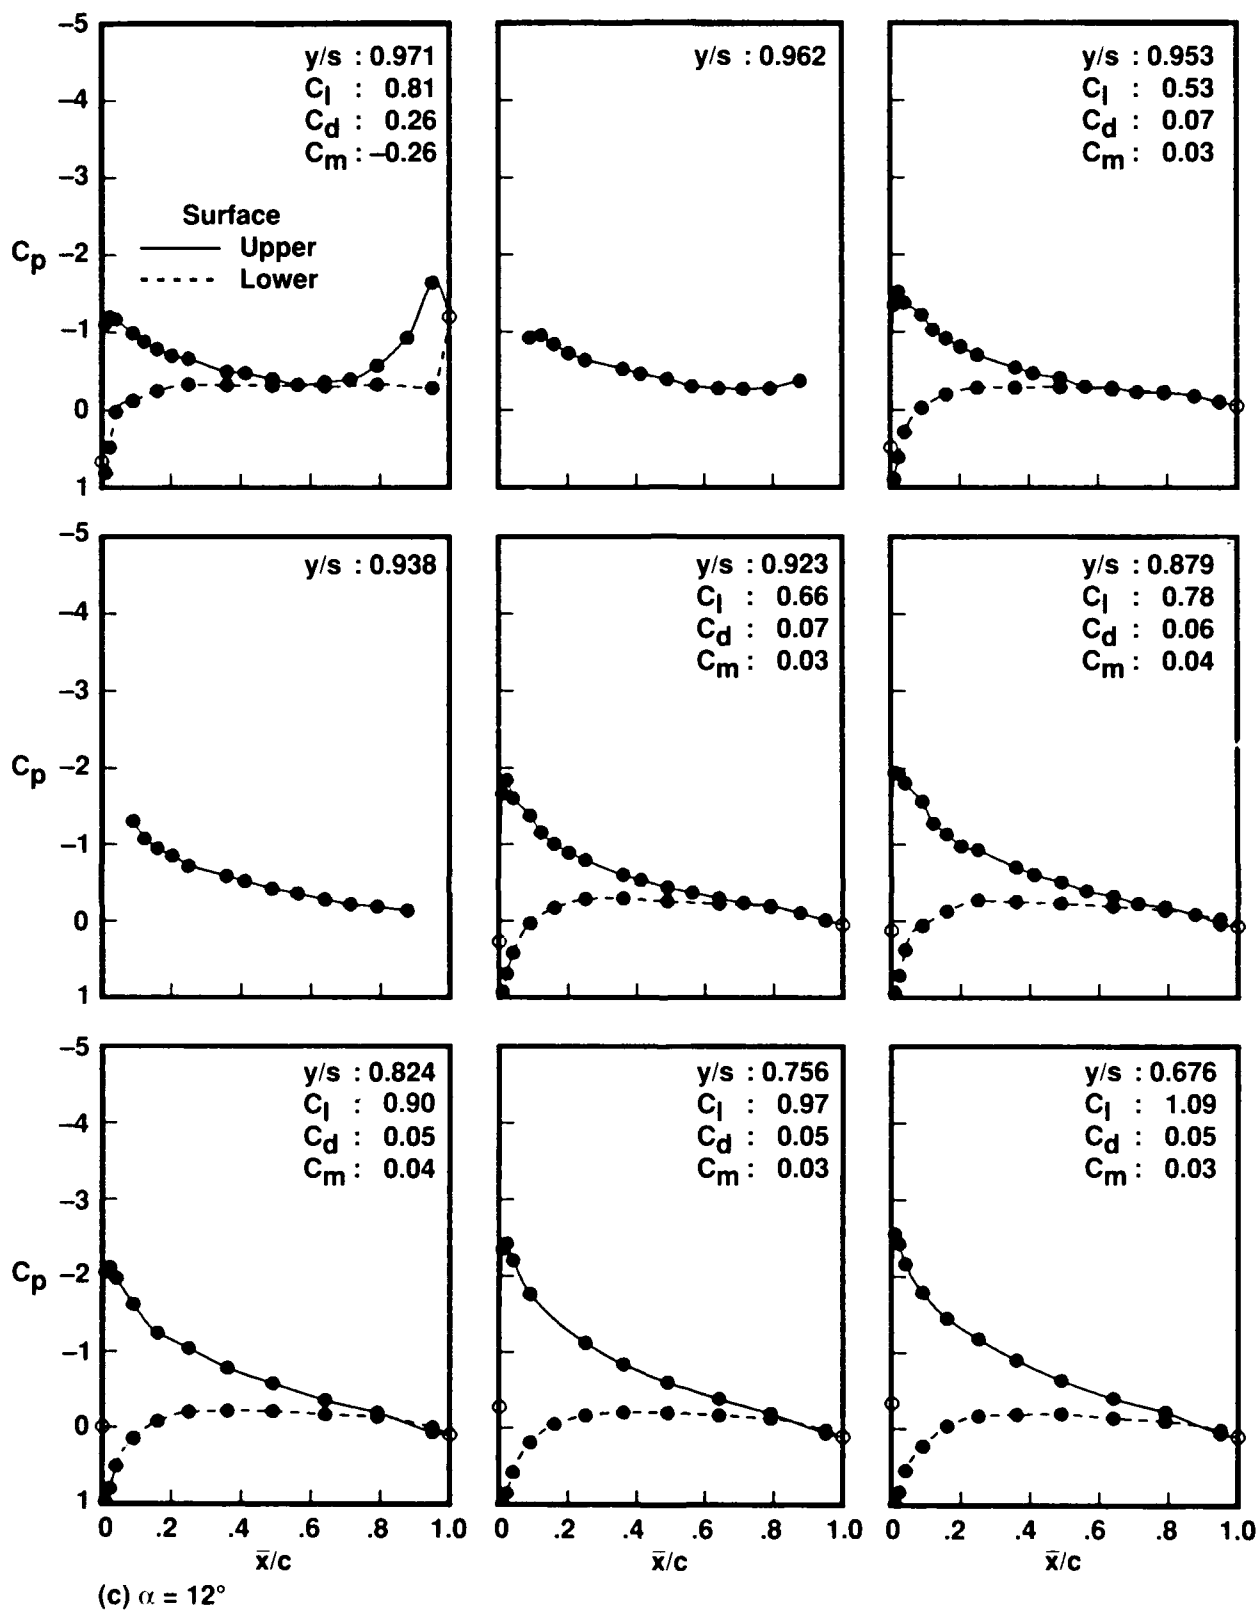 −5
−4
−3
Cp −2
−1
0
1
y/s : 0.971
Cl : 0.81
Cd : 0.26
Cm : −0.26
Surface
Upper
Lower
y/s : 0.962
y/s : 0.953
Cl : 0.53
Cd : 0.07
Cm : 0.03
−5
−4
−3
Cp −2
−1
0
1
y/s : 0.938
y/s : 0.923
Cl : 0.66
Cd : 0.07
Cm : 0.03
y/s : 0.879
Cl : 0.78
Cd : 0.06
Cm : 0.04
−5
−4
−3
Cp −2
−1
0
1
y/s : 0.824
Cl : 0.90
Cd : 0.05
Cm : 0.04
y/s : 0.756
Cl : 0.97
Cd : 0.05
Cm : 0.03
y/s : 0.676
Cl : 1.09
Cd : 0.05
Cm : 0.03
0 .2 .4 .6 .8 1.0
x̄/c
0 .2 .4 .6 .8 1.0
x̄/c
0 .2 .4 .6 .8 1.0
x̄/c
(c) α = 12°